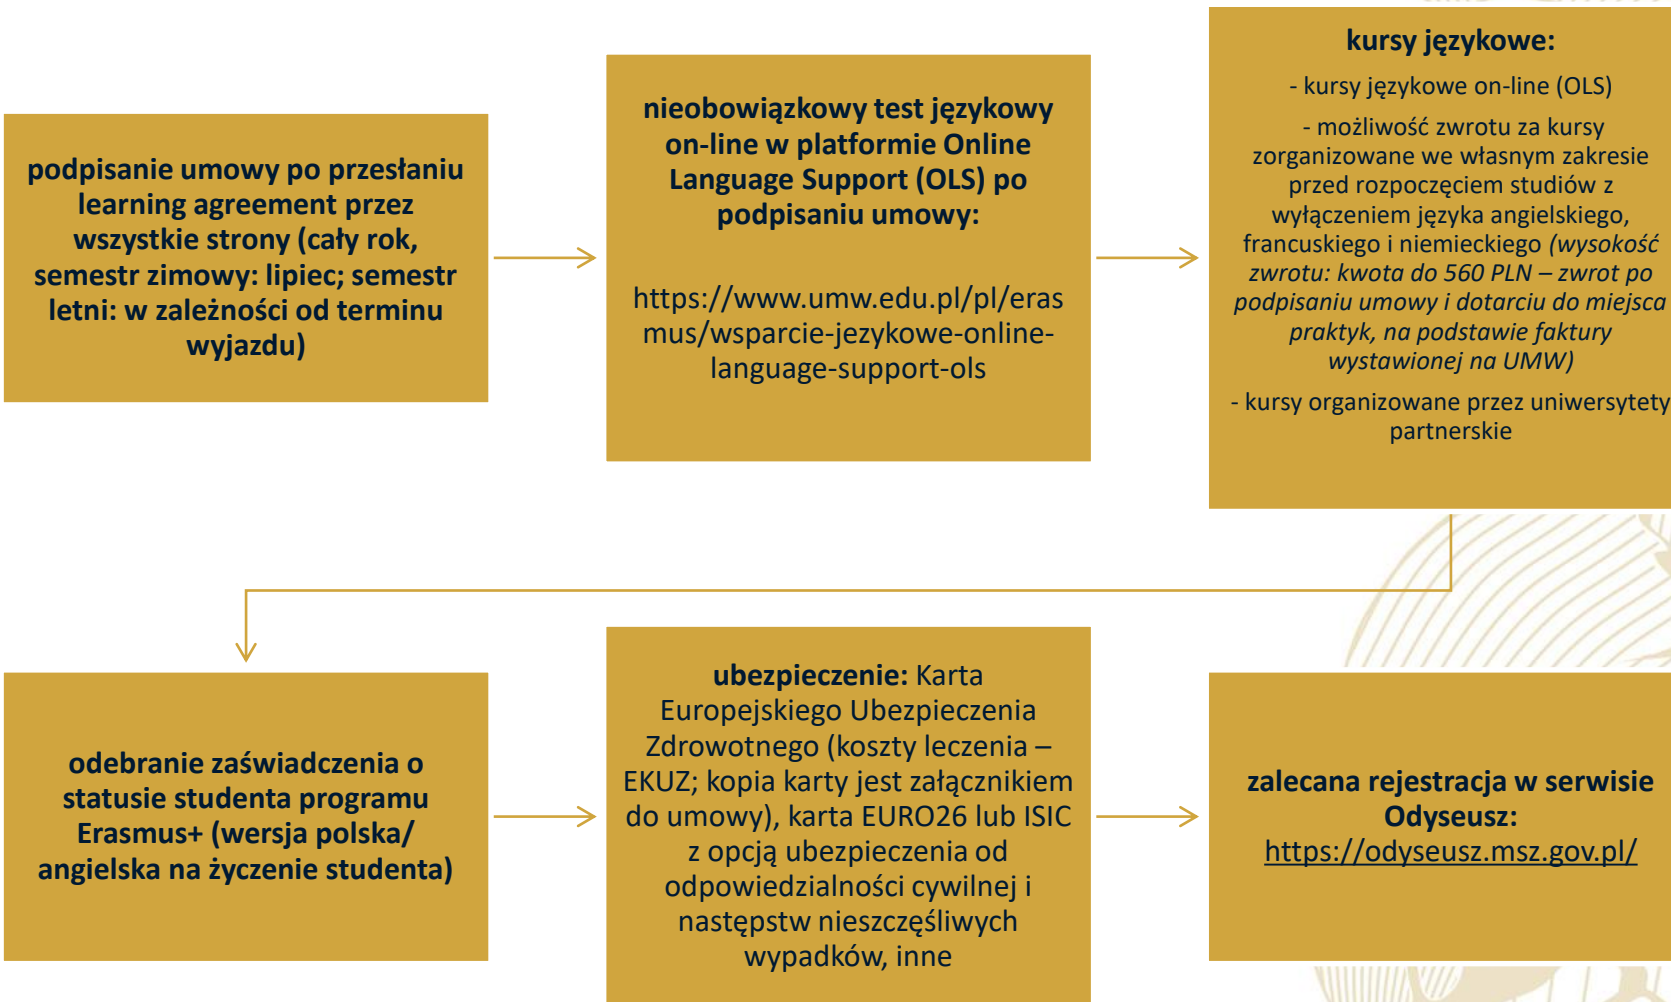 podpisanie umowy po przesłaniu
learning agreement przez
wszystkie strony (cały rok,
semestr zimowy: lipiec; semestr
letni: w zależności od terminu
wyjazdu)
nieobowiązkowy test językowy
on-line w platformie Online
Language Support (OLS) po
podpisaniu umowy:
https://www.umw.edu.pl/pl/eras
mus/wsparcie-jezykowe-online-
language-support-ols
kursy językowe:
- kursy językowe on-line (OLS)
- możliwość zwrotu za kursy
zorganizowane we własnym zakresie
przed rozpoczęciem studiów z
wyłączeniem języka angielskiego,
francuskiego i niemieckiego (wysokość
zwrotu: kwota do 560 PLN – zwrot po
podpisaniu umowy i dotarciu do miejsca
praktyk, na podstawie faktury
wystawionej na UMW)
- kursy organizowane przez uniwersytety
partnerskie
odebranie zaświadczenia o
statusie studenta programu
Erasmus+ (wersja polska/
angielska na życzenie studenta)
ubezpieczenie: Karta
Europejskiego Ubezpieczenia
Zdrowotnego (koszty leczenia –
EKUZ; kopia karty jest załącznikiem
do umowy), karta EURO26 lub ISIC
z opcją ubezpieczenia od
odpowiedzialności cywilnej i
następstw nieszczęśliwych
wypadków, inne
zalecana rejestracja w serwisie
Odyseusz:
https://odyseusz.msz.gov.pl/